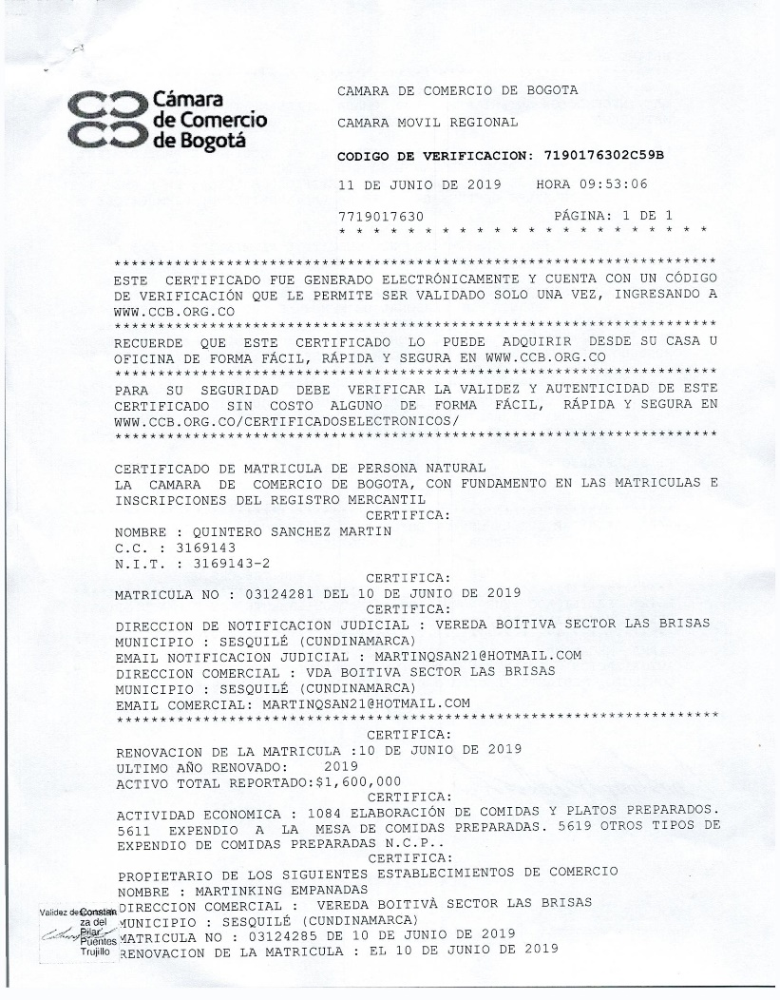 Cámara
de Comercio
de Bogotá
CAMARA DE COMERCIO DE BOGOTA
CAMARA MOVIL REGIONAL
CODIGO DE VERIFICACION: 7190176302C59B
11 DE JUNIO DE 2019 HORA 09:53:06
7719017630 PÁGINA: 1 DE 1
* * * * * * * * * * * * * * * * * * * * * *
**********************************************************************
ESTE CERTIFICADO FUE GENERADO ELECTRÓNICAMENTE Y CUENTA CON UN CÓDIGO
DE VERIFICACIÓN QUE LE PERMITE SER VALIDADO SOLO UNA VEZ, INGRESANDO A
WWW.CCB.ORG.CO
**********************************************************************
RECUERDE QUE ESTE CERTIFICADO LO PUEDE ADQUIRIR DESDE SU CASA U
OFICINA DE FORMA FÁCIL, RÁPIDA Y SEGURA EN WWW.CCB.ORG.CO
**********************************************************************
PARA SU SEGURIDAD DEBE VERIFICAR LA VALIDEZ Y AUTENTICIDAD DE ESTE
CERTIFICADO SIN COSTO ALGUNO DE FORMA FÁCIL, RÁPIDA Y SEGURA EN
WWW.CCB.ORG.CO/CERTIFICADOSELECTRONICOS/
**********************************************************************
CERTIFICADO DE MATRICULA DE PERSONA NATURAL
LA CAMARA DE COMERCIO DE BOGOTA, CON FUNDAMENTO EN LAS MATRICULAS E
INSCRIPCIONES DEL REGISTRO MERCANTIL
CERTIFICA:
NOMBRE : QUINTERO SANCHEZ MARTIN
C.C. : 3169143
N.I.T. : 3169143-2
CERTIFICA:
MATRICULA NO : 03124281 DEL 10 DE JUNIO DE 2019
CERTIFICA:
DIRECCION DE NOTIFICACION JUDICIAL : VEREDA BOITIVA SECTOR LAS BRISAS
MUNICIPIO : SESQUILÉ (CUNDINAMARCA)
EMAIL NOTIFICACION JUDICIAL : MARTINQSAN21@HOTMAIL.COM
DIRECCION COMERCIAL : VDA BOITIVA SECTOR LAS BRISAS
MUNICIPIO : SESQUILÉ (CUNDINAMARCA)
EMAIL COMERCIAL: MARTINQSAN21@HOTMAIL.COM
**********************************************************************
CERTIFICA:
RENOVACION DE LA MATRICULA :10 DE JUNIO DE 2019
ULTIMO AÑO RENOVADO: 2019
ACTIVO TOTAL REPORTADO:$1,600,000
CERTIFICA:
ACTIVIDAD ECONOMICA : 1084 ELABORACIÓN DE COMIDAS Y PLATOS PREPARADOS.
5611 EXPENDIO A LA MESA DE COMIDAS PREPARADAS. 5619 OTROS TIPOS DE
EXPENDIO DE COMIDAS PREPARADAS N.C.P..
CERTIFICA:
PROPIETARIO DE LOS SIGUIENTES ESTABLECIMIENTOS DE COMERCIO
NOMBRE : MARTINKING EMPANADAS
DIRECCION COMERCIAL : VEREDA BOITIVÀ SECTOR LAS BRISAS
MUNICIPIO : SESQUILÉ (CUNDINAMARCA)
MATRICULA NO : 03124285 DE 10 DE JUNIO DE 2019
RENOVACION DE LA MATRICULA : EL 10 DE JUNIO DE 2019
Validez de Constan
za del
Pilar
Puentes
Trujillo